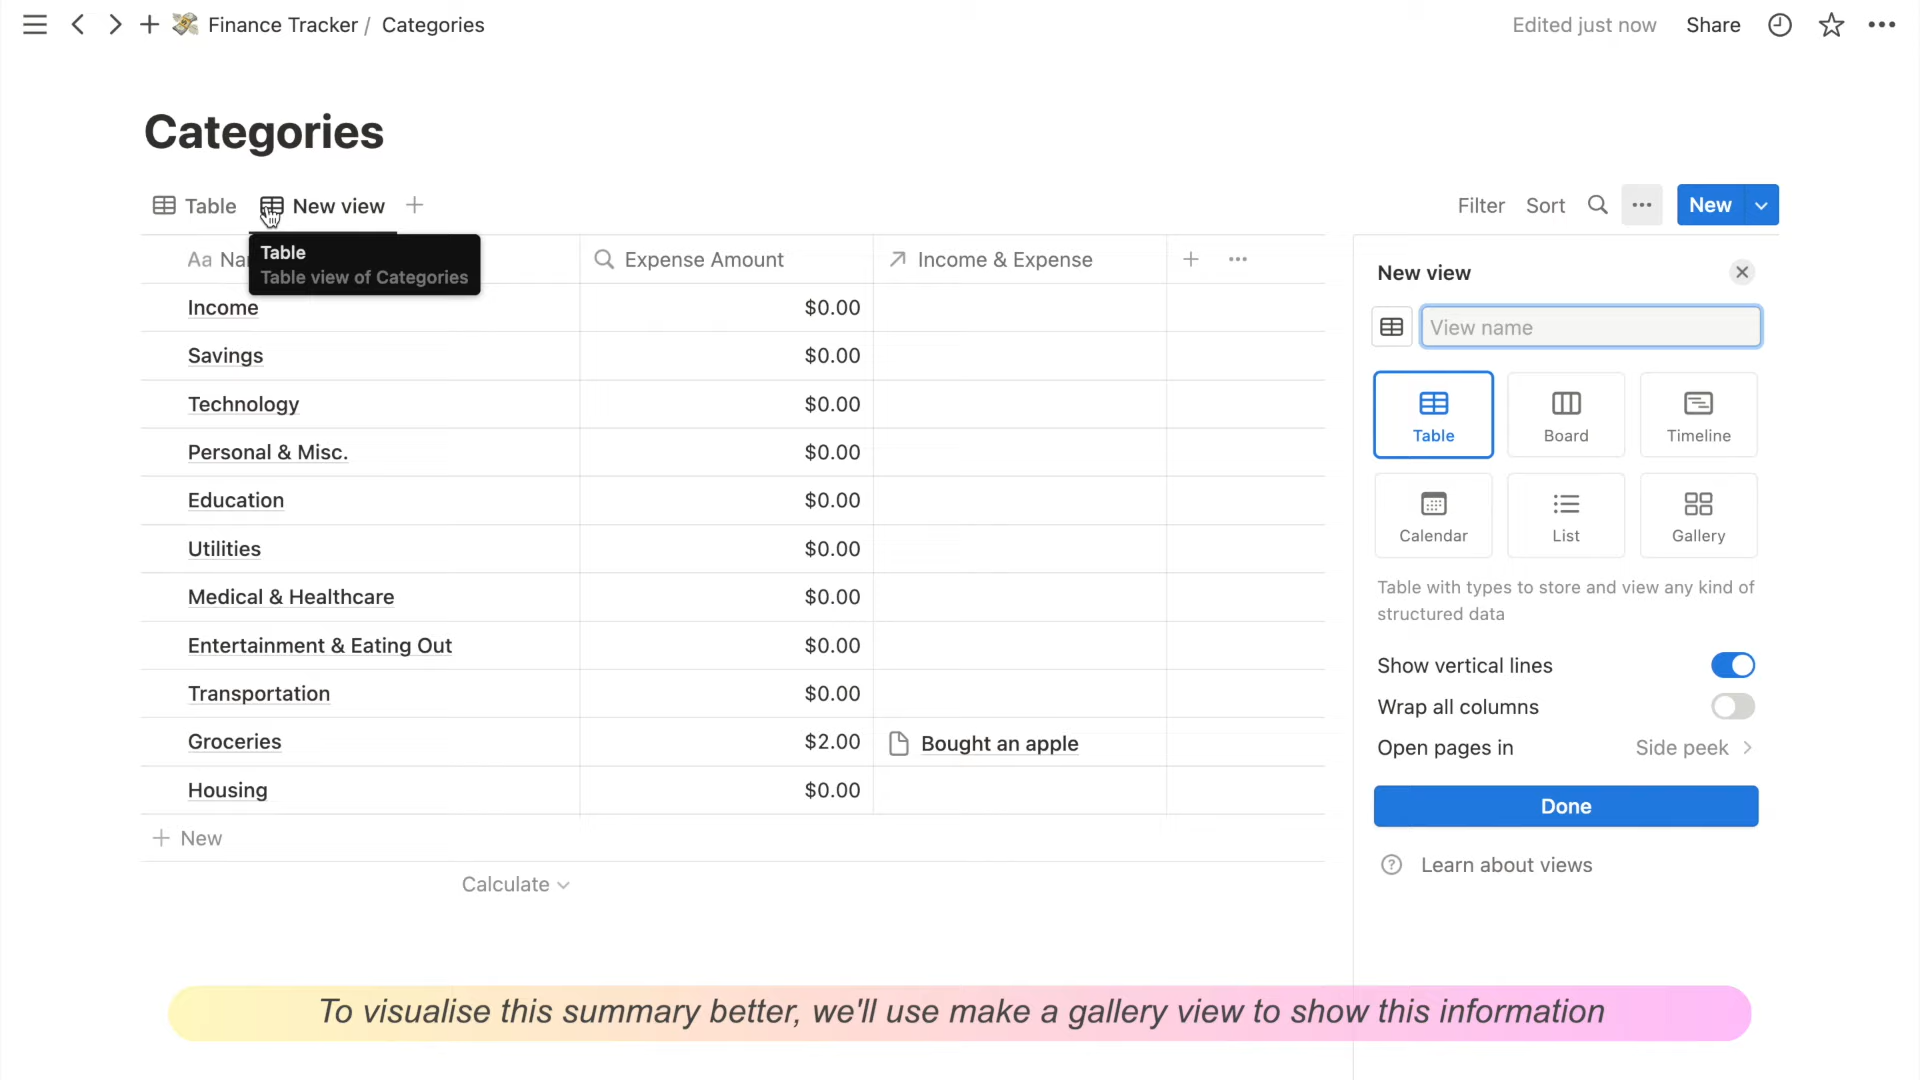 Finance Tracker / Categories
Edited just now Share
Categories
Table New view
Filter Sort New
Table
Table view of Categories
Aa Na Expense Amount Income & Expense
Income $0.00
Savings $0.00
Technology $0.00
Personal & Misc. $0.00
Education $0.00
Utilities $0.00
Medical & Healthcare $0.00
Entertainment & Eating Out $0.00
Transportation $0.00
Groceries $2.00 Bought an apple
Housing $0.00
New
Calculate
New view
View name
Table Board Timeline
Calendar List Gallery
Table with types to store and view any kind of
structured data
Show vertical lines
Wrap all columns
Open pages in Side peek
Done
Learn about views
To visualise this summary better, we'll use make a gallery view to show this information